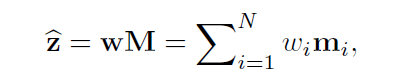 ẑ = wM = ∑_{i=1}^{N} w_i m_i,